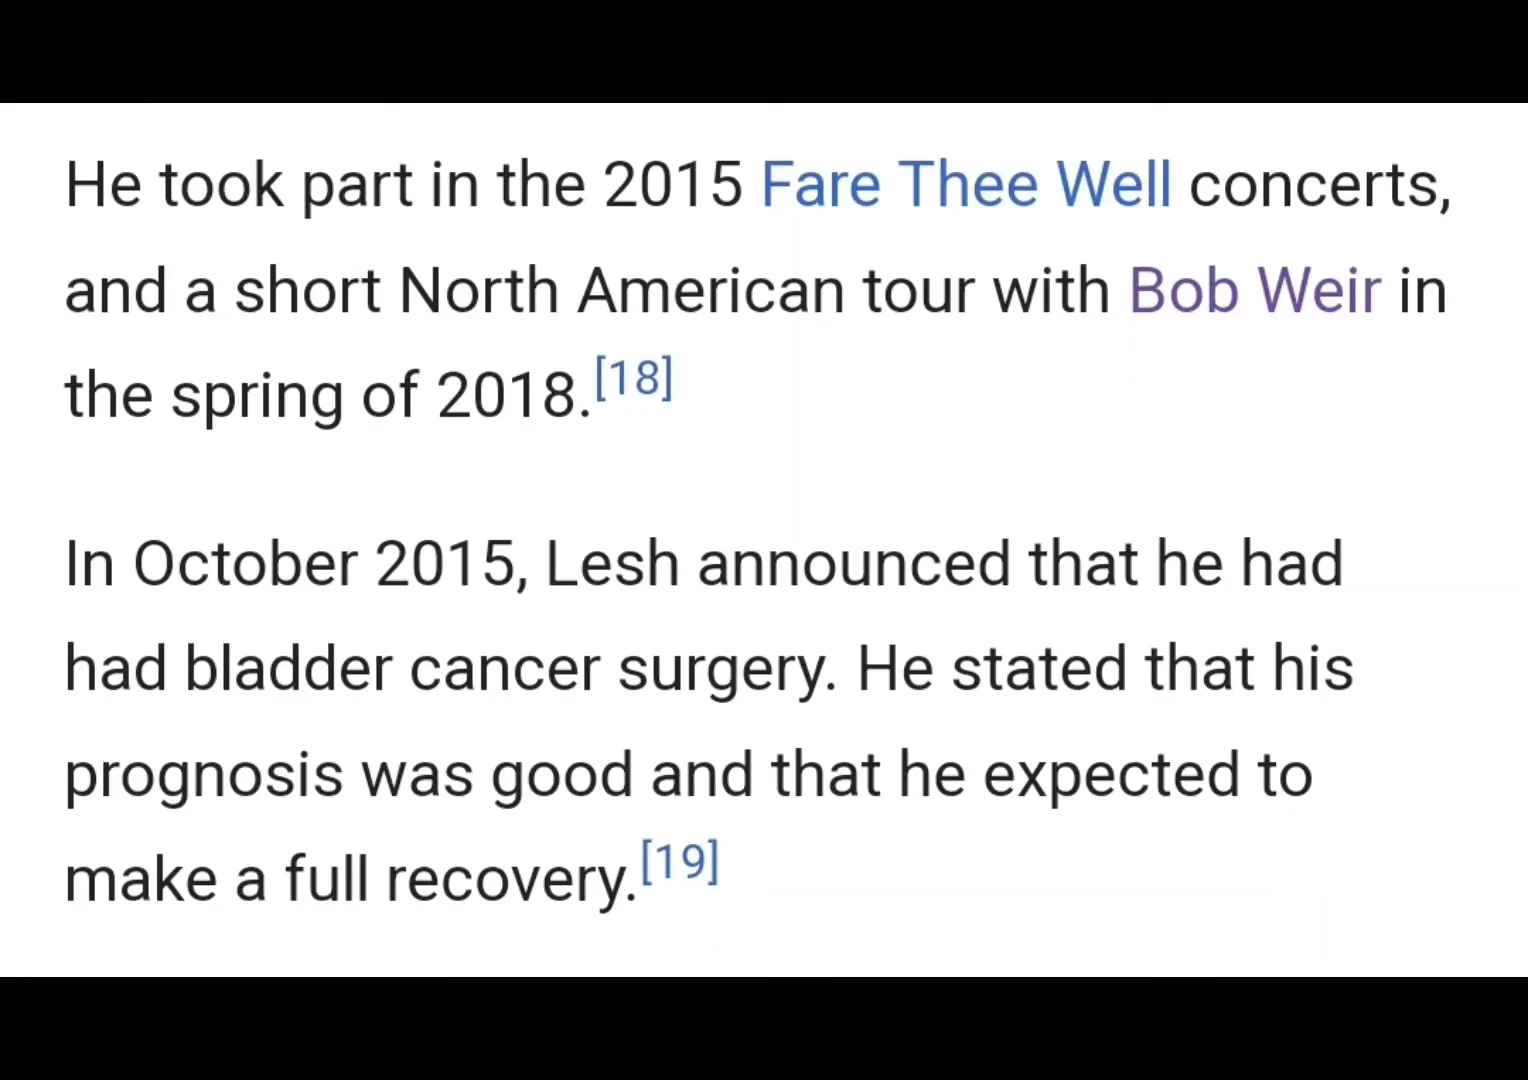 He took part in the 2015 Fare Thee Well concerts,
and a short North American tour with Bob Weir in
the spring of 2018.[18]
In October 2015, Lesh announced that he had
had bladder cancer surgery. He stated that his
prognosis was good and that he expected to
make a full recovery.[19]